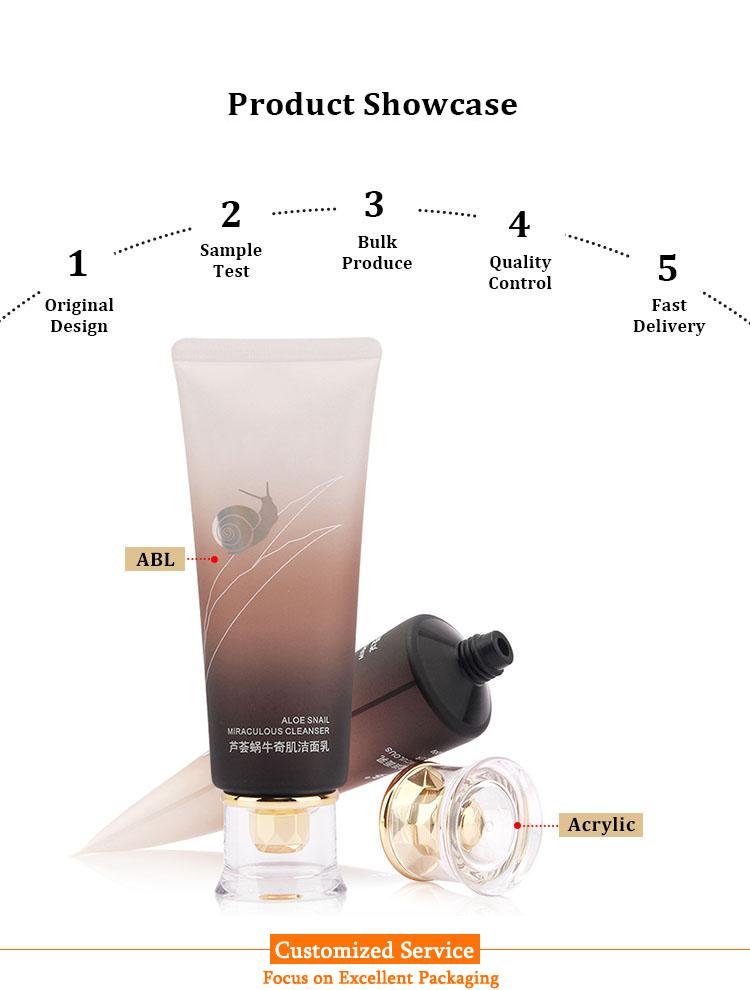 Product Showcase
1
Original
Design
2
Sample
Test
3
Bulk
Produce
4
Quality
Control
5
Fast
Delivery
ABL
ALOE SNAIL
MIRACULOUS CLEANSER
芦荟蜗牛奇肌洁面乳
Acrylic
Customized Service
Focus on Excellent Packaging